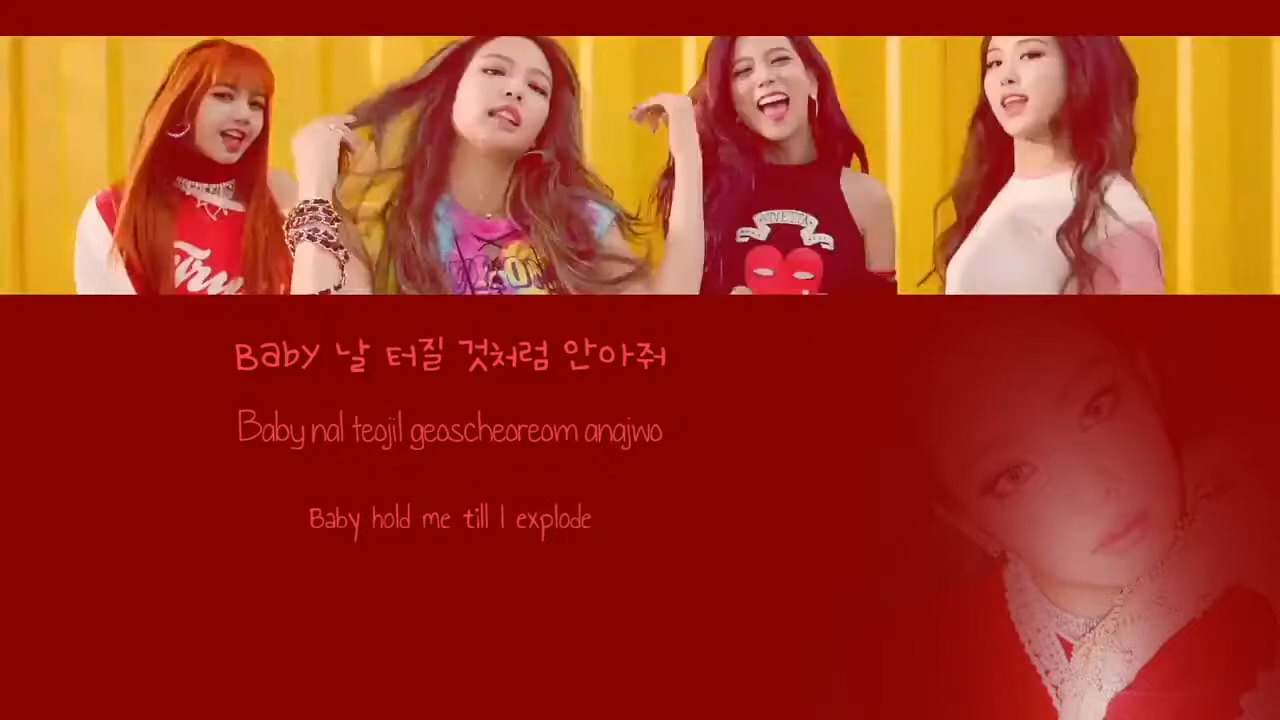 Baby 날 터질 것처럼 안아줘
Baby nal teojil geoscheoreom anajwo
Baby hold me till I explode